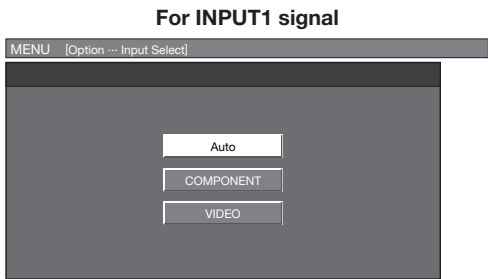 For INPUT1 signal
MENU [Option ··· Input Select]
Auto
COMPONENT
VIDEO